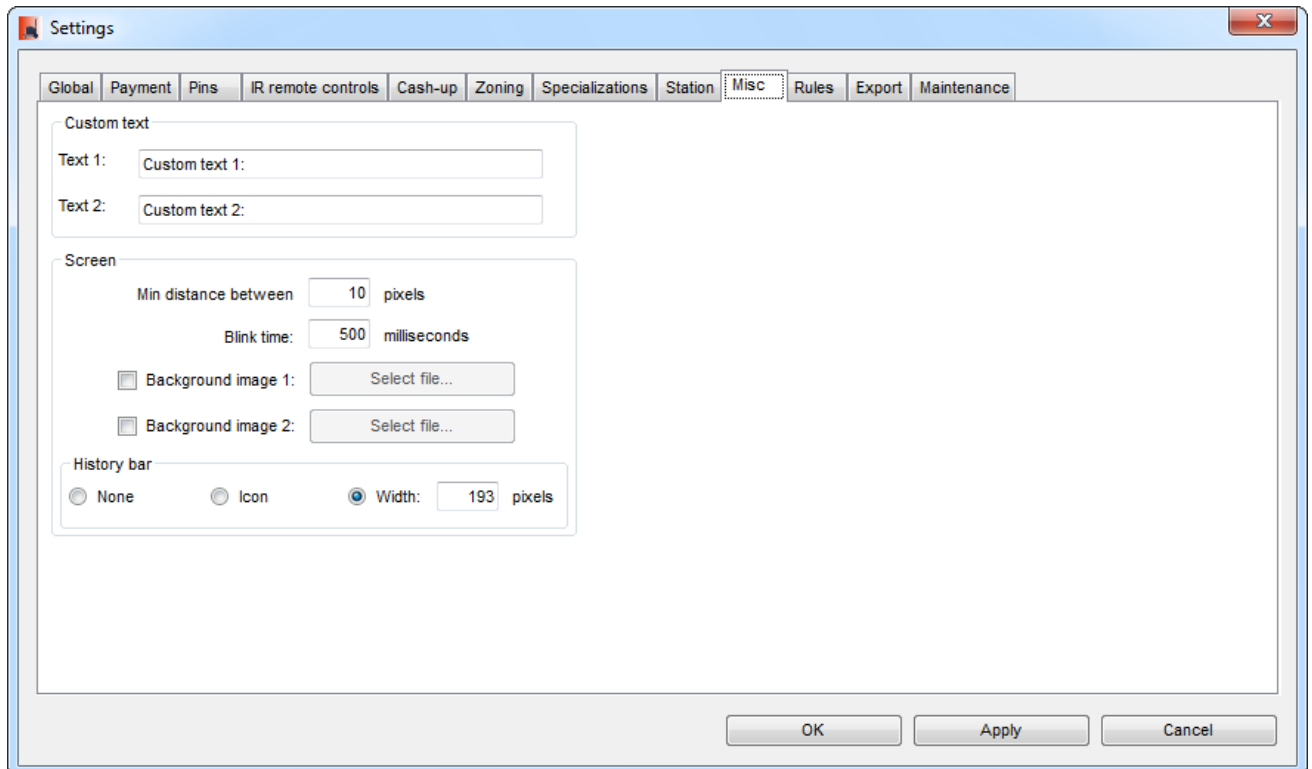 Settings
Global Payment Pins IR remote controls Cash-up Zoning Specializations Station Misc Rules Export Maintenance
Custom text
Text 1: Custom text 1:
Text 2: Custom text 2:
Screen
Min distance between 10 pixels
Blink time: 500 milliseconds
Background image 1: Select file...
Background image 2: Select file...
History bar
None Icon Width: 193 pixels
OK Apply Cancel